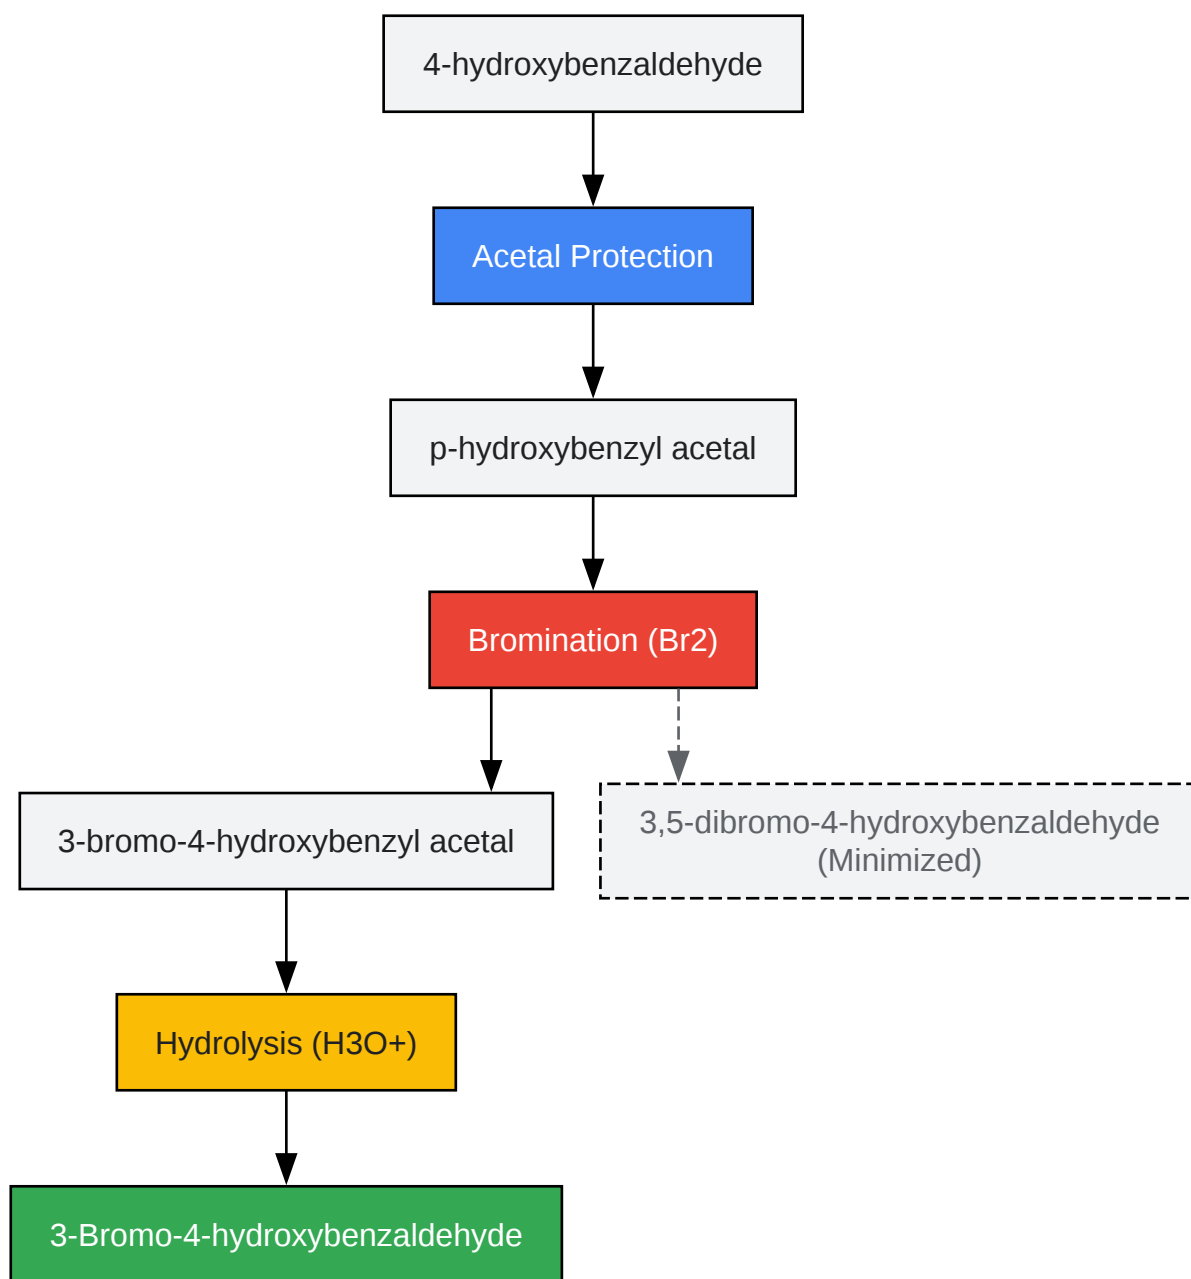 4-hydroxybenzaldehyde
Acetal Protection
p-hydroxybenzyl acetal
Bromination (Br2)
3-bromo-4-hydroxybenzyl acetal
3,5-dibromo-4-hydroxybenzaldehyde
(Minimized)
Hydrolysis (H3O+)
3-Bromo-4-hydroxybenzaldehyde